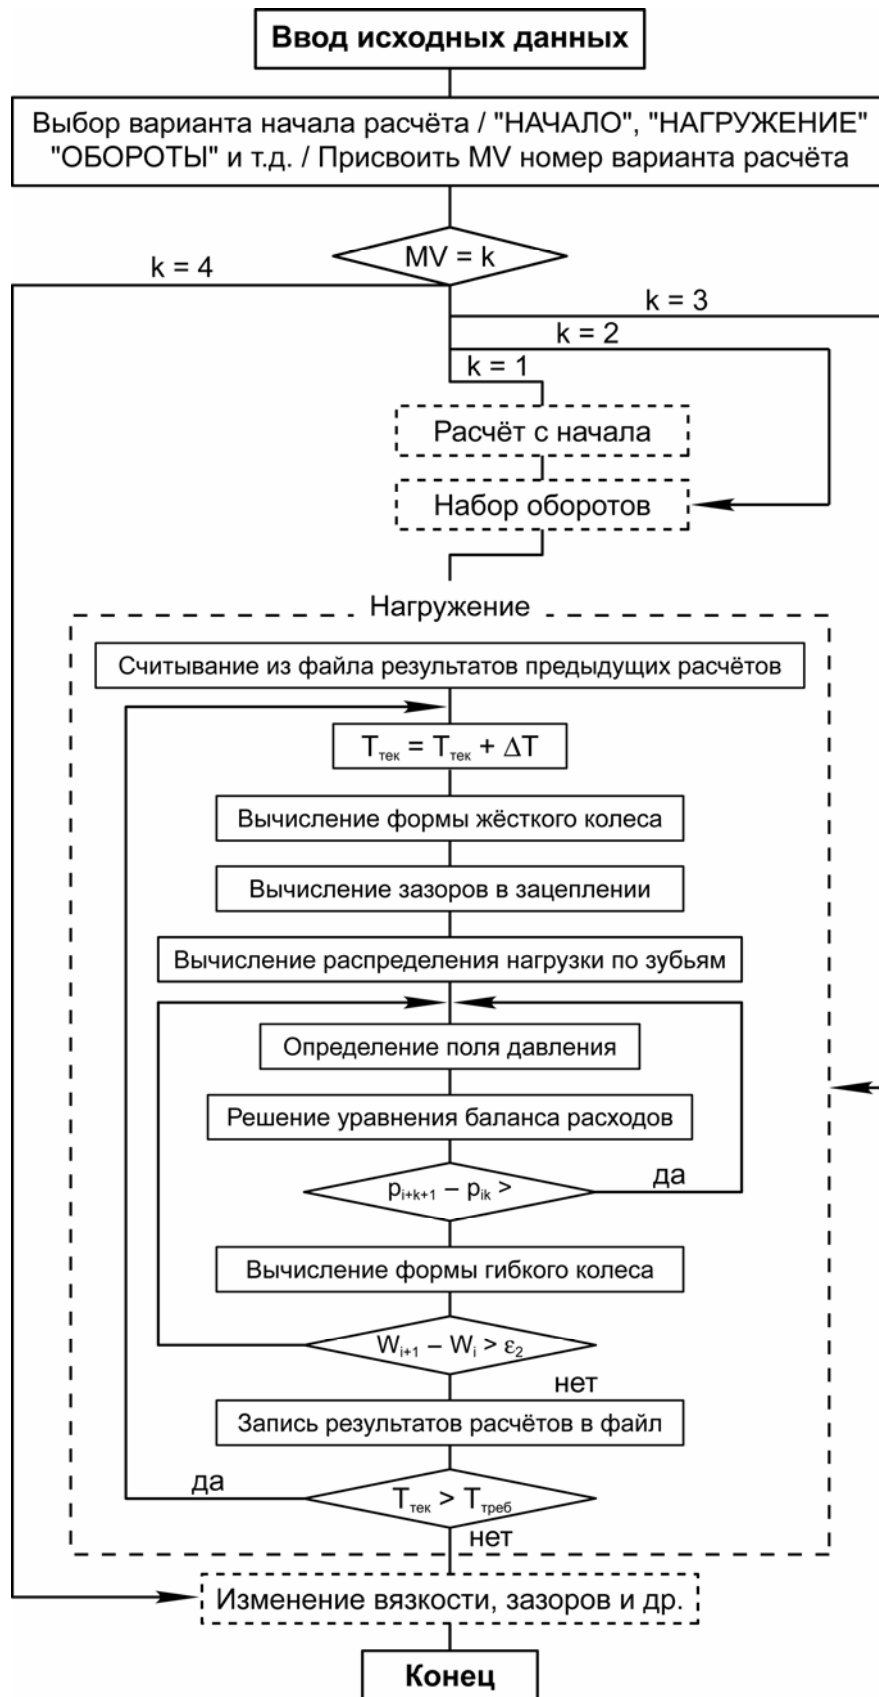 Ввод исходных данных
Выбор варианта начала расчёта / "НАЧАЛО", "НАГРУЖЕНИЕ"
"ОБОРОТЫ" и т.д. / Присвоить MV номер варианта расчёта
MV = k
k = 4
k = 3
k = 2
k = 1
Расчёт с начала
Набор оборотов
Нагружение
Считывание из файла результатов предыдущих расчётов
Tтек = Tтек + ΔT
Вычисление формы жёсткого колеса
Вычисление зазоров в зацеплении
Вычисление распределения нагрузки по зубьям
Определение поля давления
Решение уравнения баланса расходов
pi+k+1 – pik >
да
Вычисление формы гибкого колеса
Wi+1 – Wi > ε2
нет
Запись результатов расчётов в файл
да
Tтек > Tтреб
нет
Изменение вязкости, зазоров и др.
Конец